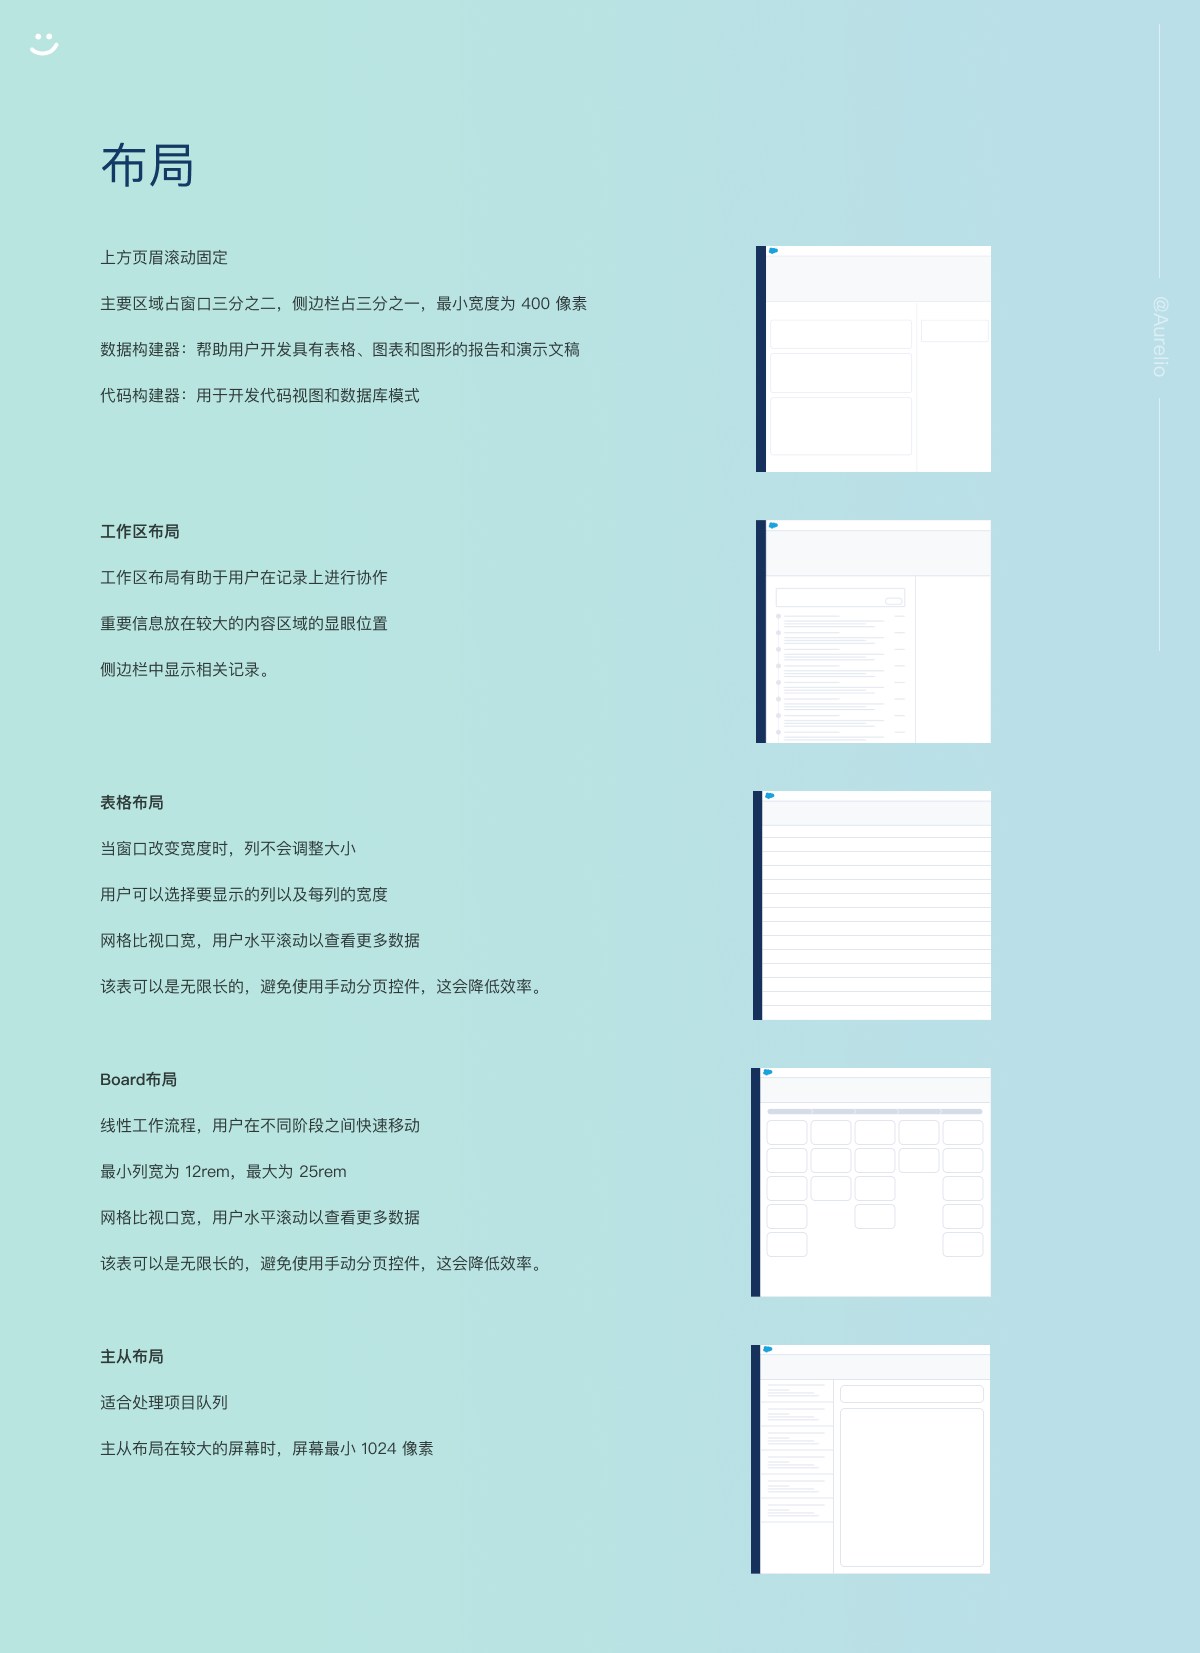 布局
上方页眉滚动固定
主要区域占窗口三分之二，侧边栏占三分之一，最小宽度为 400 像素
数据构建器：帮助用户开发具有表格、图表和图形的报告和演示文稿
代码构建器：用于开发代码视图和数据库模式
工作区布局
工作区布局有助于用户在记录上进行协作
重要信息放在较大的内容区域的显眼位置
侧边栏中显示相关记录。
表格布局
当窗口改变宽度时，列不会调整大小
用户可以选择要显示的列以及每列的宽度
网格比视口宽，用户水平滚动以查看更多数据
该表可以是无限长的，避免使用手动分页控件，这会降低效率。
Board布局
线性工作流程，用户在不同阶段之间快速移动
最小列宽为 12rem，最大为 25rem
网格比视口宽，用户水平滚动以查看更多数据
该表可以是无限长的，避免使用手动分页控件，这会降低效率。
主从布局
适合处理项目队列
主从布局在较大的屏幕时，屏幕最小 1024 像素
@Aurelio